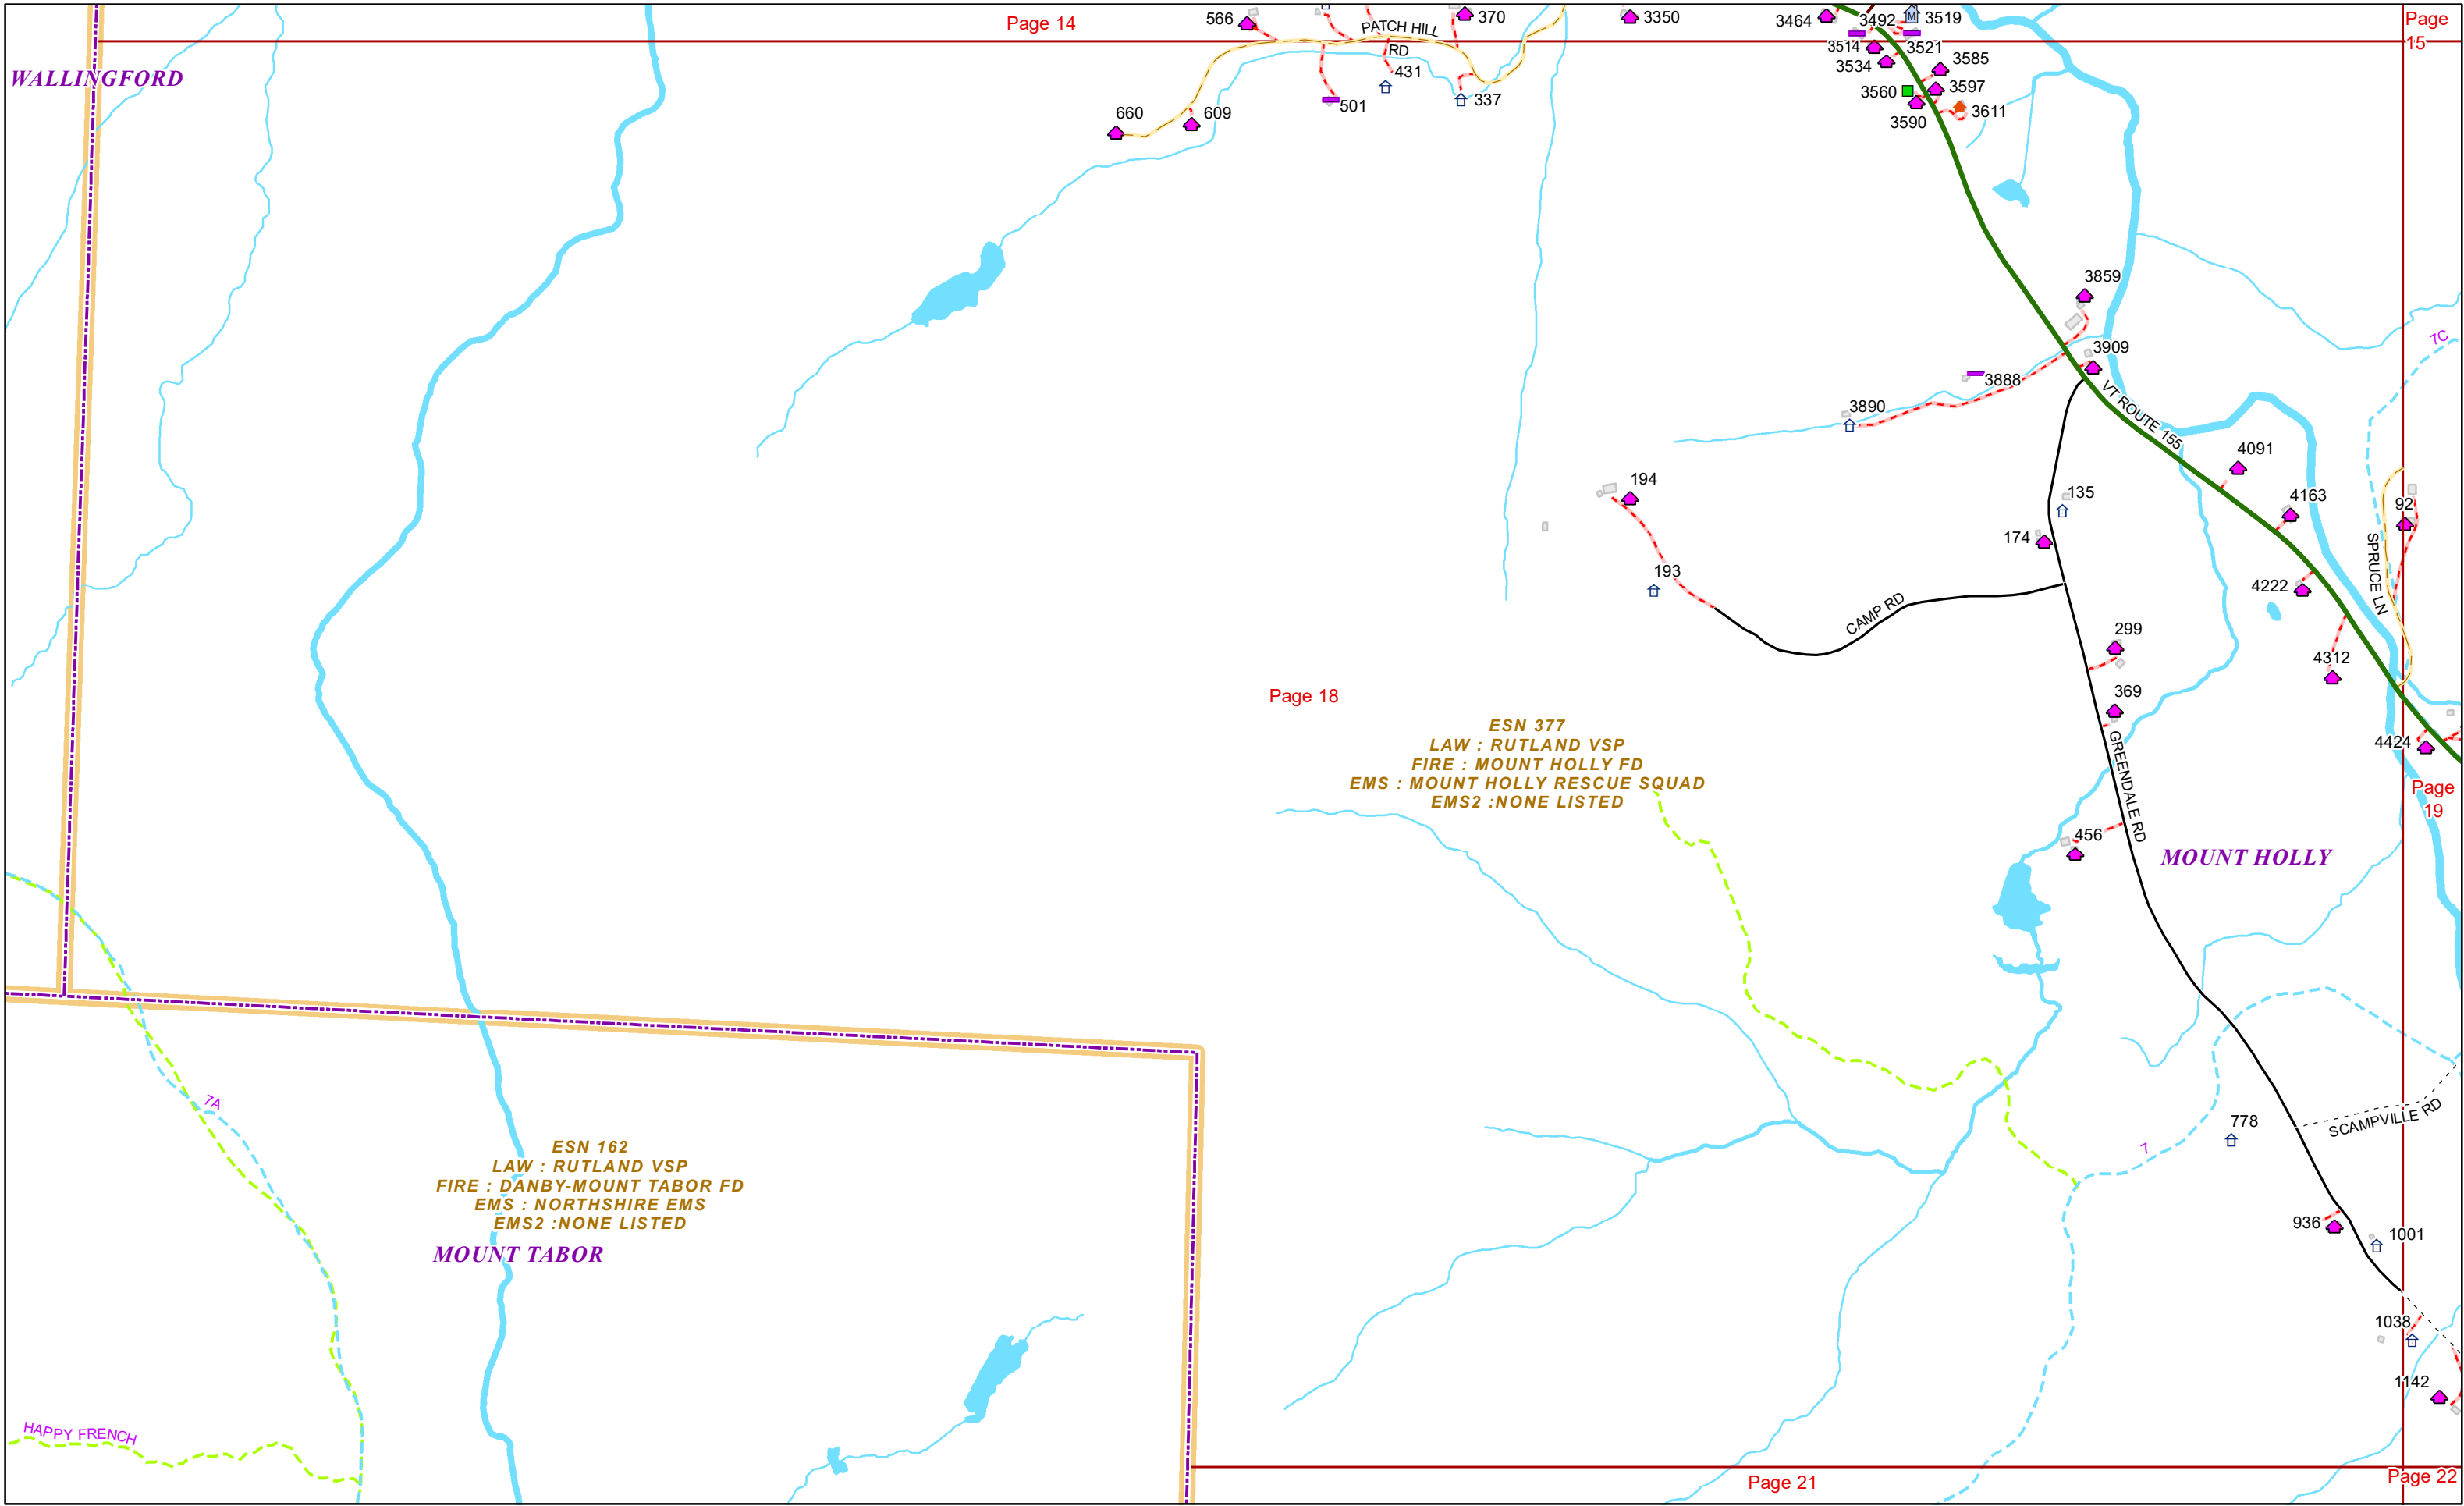 Page 14
566
PATCH HILL
RD
370
3350
3464
3492
3519
Page
15
WALLINGFORD
3514
3521
3534
3585
431
3560
3597
337
501
3590
3611
660
609
3859
7C
3909
3888
3890
VT ROUTE 155
4091
194
135
4163
92
174
SPRUCE LN
193
4222
CAMP RD
299
4312
Page 18
369
ESN 377
LAW : RUTLAND VSP
FIRE : MOUNT HOLLY FD
EMS : MOUNT HOLLY RESCUE SQUAD
EMS2 :NONE LISTED
GREENDALE RD
4424
Page
19
456
MOUNT HOLLY
7A
SCAMPVILLE RD
778
7
ESN 162
LAW : RUTLAND VSP
FIRE : DANBY-MOUNT TABOR FD
EMS : NORTHSHIRE EMS
EMS2 :NONE LISTED
MOUNT TABOR
936
1001
1038
1142
HAPPY FRENCH
Page 21
Page 22
M